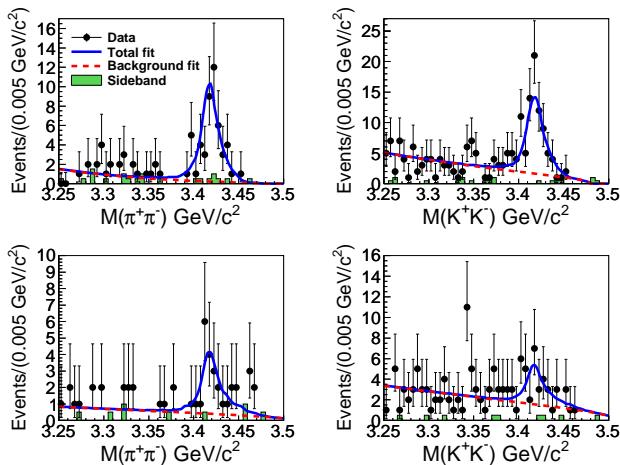 Events/(0.005 GeV/c²)
16
14
12
10
8
6
4
2
0
Data
Total fit
Background fit
Sideband
3.25 3.3 3.35 3.4 3.45 3.5
M(π⁺π⁻) GeV/c²
Events/(0.005 GeV/c²)
25
20
15
10
5
0
3.25 3.3 3.35 3.4 3.45 3.5
M(K⁺K⁻) GeV/c²
Events/(0.005 GeV/c²)
10
9
8
7
6
5
4
3
2
1
0
3.25 3.3 3.35 3.4 3.45 3.5
M(π⁺π⁻) GeV/c²
Events/(0.005 GeV/c²)
16
14
12
10
8
6
4
2
0
3.25 3.3 3.35 3.4 3.45 3.5
M(K⁺K⁻) GeV/c²